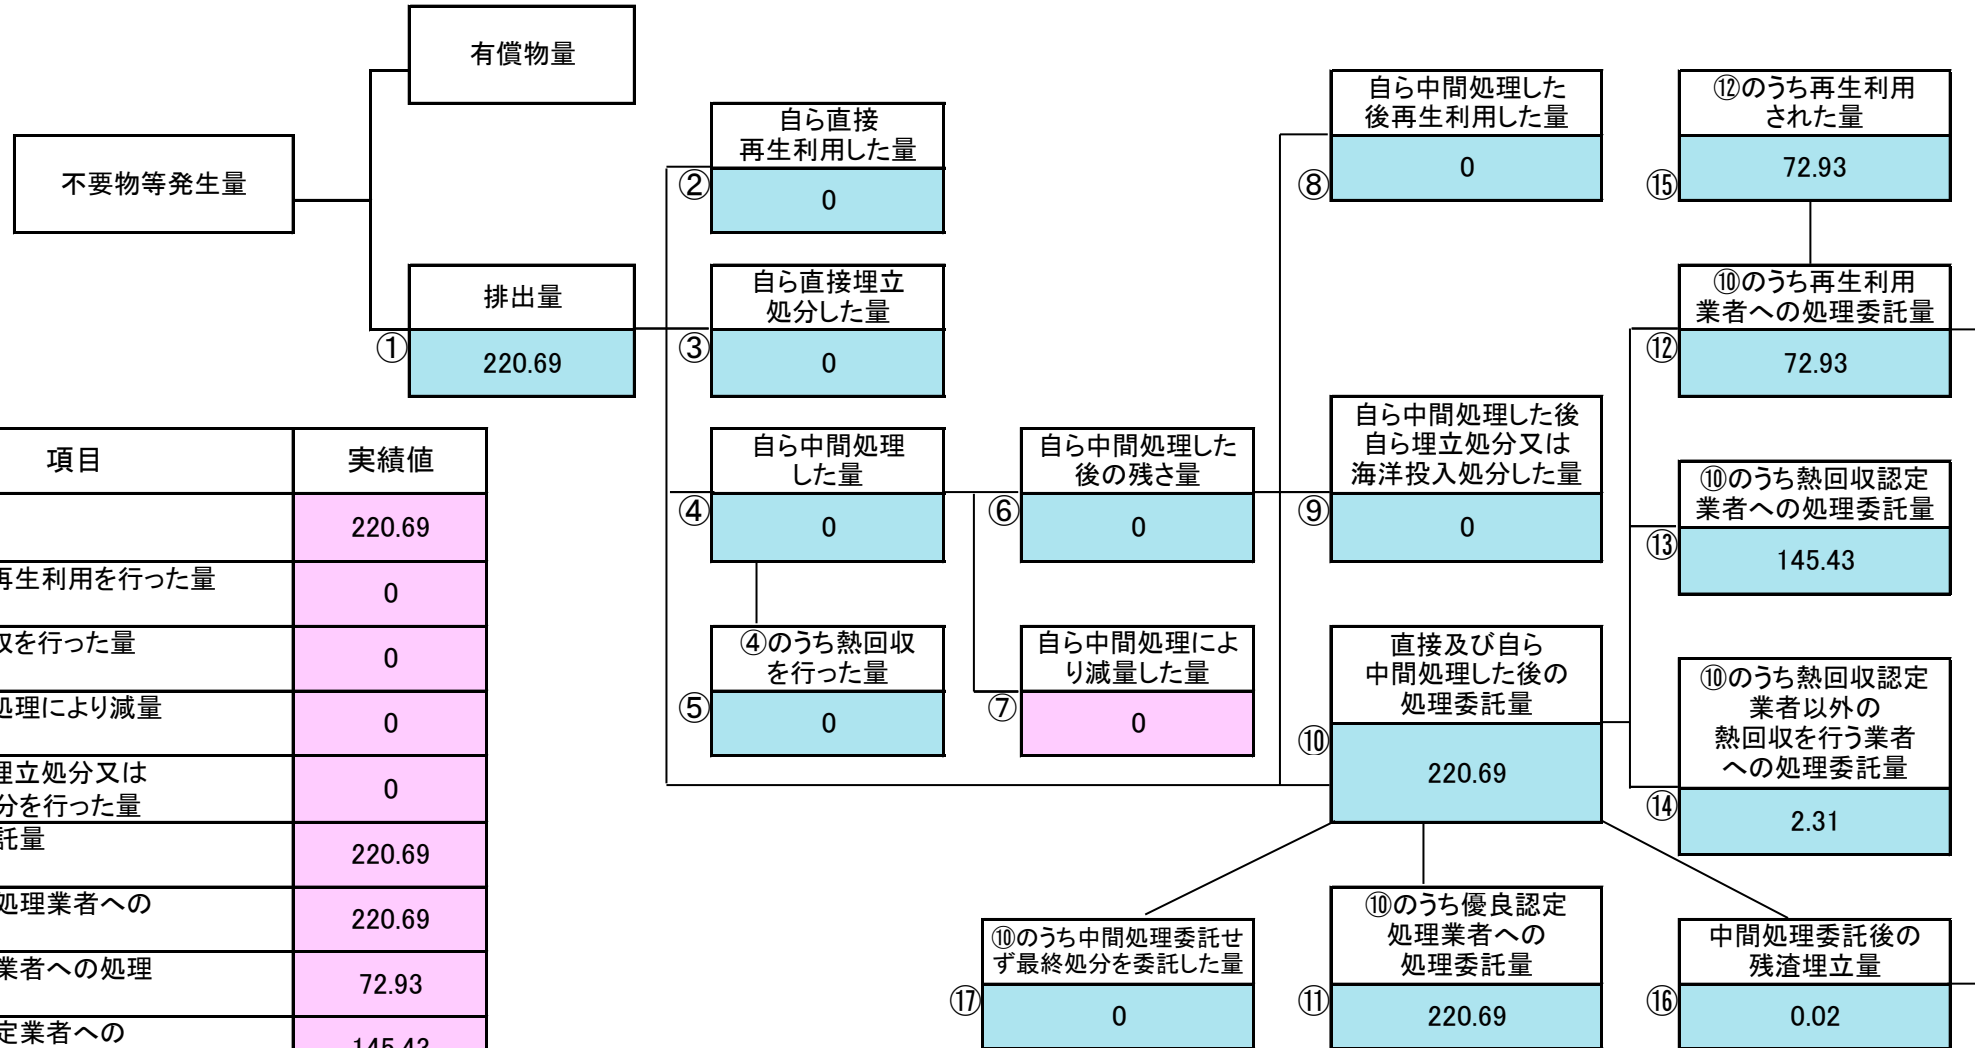 有償物量
不要物等発生量
排出量
①
220.69
自ら直接
再生利用した量
②
0
自ら直接埋立
処分した量
③
0
自ら中間処理
した量
④
0
④のうち熱回収
を行った量
⑤
0
自ら中間処理した
後の残さ量
⑥
0
自ら中間処理によ
り減量した量
⑦
0
自ら中間処理した
後再生利用した量
⑧
0
自ら中間処理した後
自ら埋立処分又は
海洋投入処分した量
⑨
0
直接及び自ら
中間処理した後の
処理委託量
⑩
220.69
⑩のうち優良認定
処理業者への
処理委託量
⑪
220.69
⑩のうち中間処理委託せ
ず最終処分を委託した量
⑰
0
⑫のうち再生利用
された量
⑮
72.93
⑩のうち再生利用
業者への処理委託量
⑫
72.93
⑩のうち熱回収認定
業者への処理委託量
⑬
145.43
⑩のうち熱回収認定
業者以外の
熱回収を行う業者
への処理委託量
⑭
2.31
中間処理委託後の
残渣埋立量
⑯
0.02
項目
実績値
220.69
再生利用を行った量
0
収を行った量
0
処理により減量
0
埋立処分又は
分を行った量
0
託量
220.69
処理業者への
220.69
業者への処理
72.93
定業者への
145.43